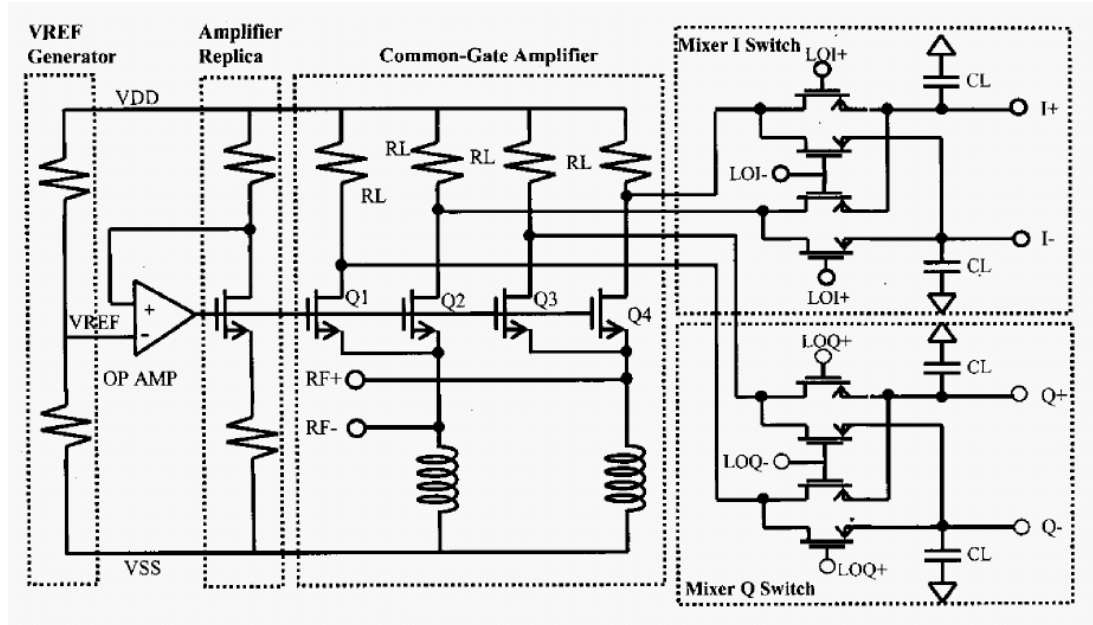 VREF
Generator
Amplifier
Replica
Common-Gate Amplifier
Mixer I Switch
LOI+
CL
I+
VDD
RL
RL
RL
RL
LOI-
I-
CL
LOI+
Q1
Q2
Q3
Q4
VREF
+
-
OP AMP
RF+
RF-
LOQ+
CL
Q+
LOQ-
Q-
CL
LOQ+
VSS
Mixer Q Switch